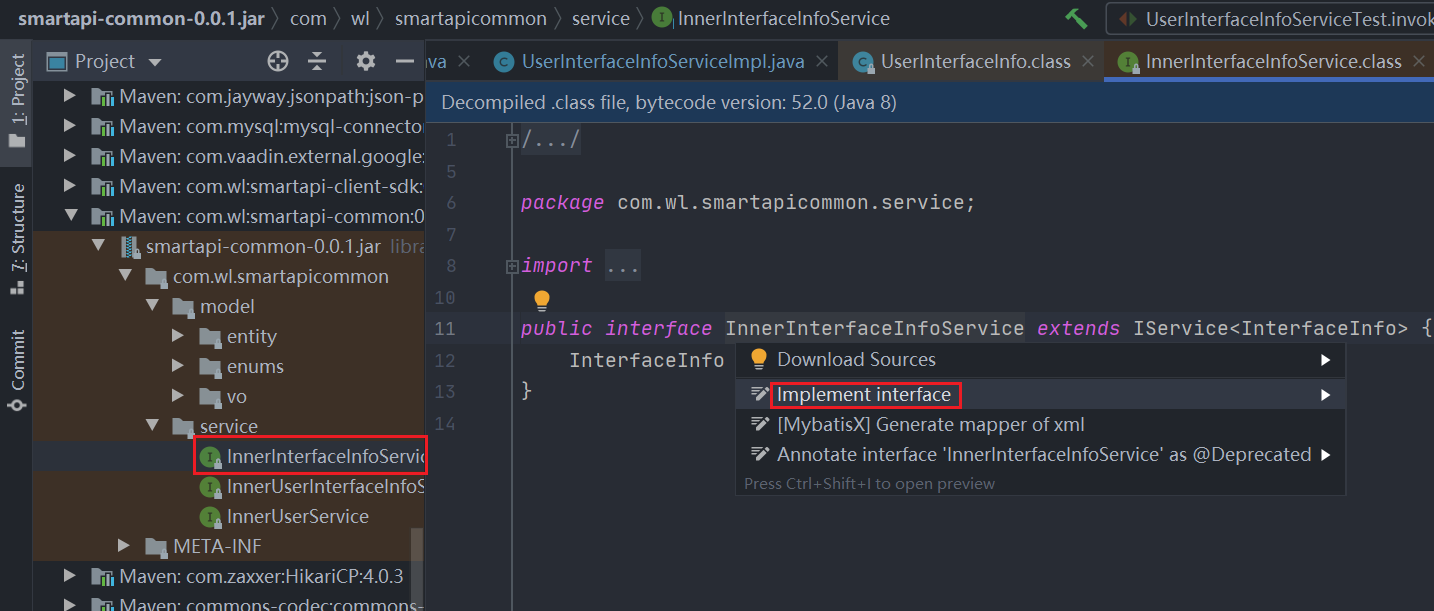 smartapi-common-0.0.1.jar com wl smartapicommon service InnerInterfaceInfoService UserInterfaceInfoServiceTest.invok
1: Project
7: Structure
Commit
Project
Maven: com.jayway.jsonpath:json-p
Maven: com.mysql:mysql-connecto
Maven: com.vaadin.external.google:
Maven: com.wl:smartapi-client-sdk:
Maven: com.wl:smartapi-common:0
smartapi-common-0.0.1.jar libra
com.wl.smartapicommon
model
entity
enums
vo
service
InnerInterfaceInfoServic
InnerUserInterfaceInfoS
InnerUserService
META-INF
Maven: com.zaxxer:HikariCP:4.0.3
Maven: commons-codec:commons-
va UserInterfaceInfoServiceImpl.java UserInterfaceInfo.class InnerInterfaceInfoService.class
Decompiled .class file, bytecode version: 52.0 (Java 8)
1 /.../
5
6 package com.wl.smartapicommon.service;
7
8 import ...
10
11 public interface InnerInterfaceInfoService extends IService<InterfaceInfo> {
12 InterfaceInfo
13 }
14
Download Sources
Implement interface
[MybatisX] Generate mapper of xml
Annotate interface 'InnerInterfaceInfoService' as @Deprecated
Press Ctrl+Shift+I to open preview